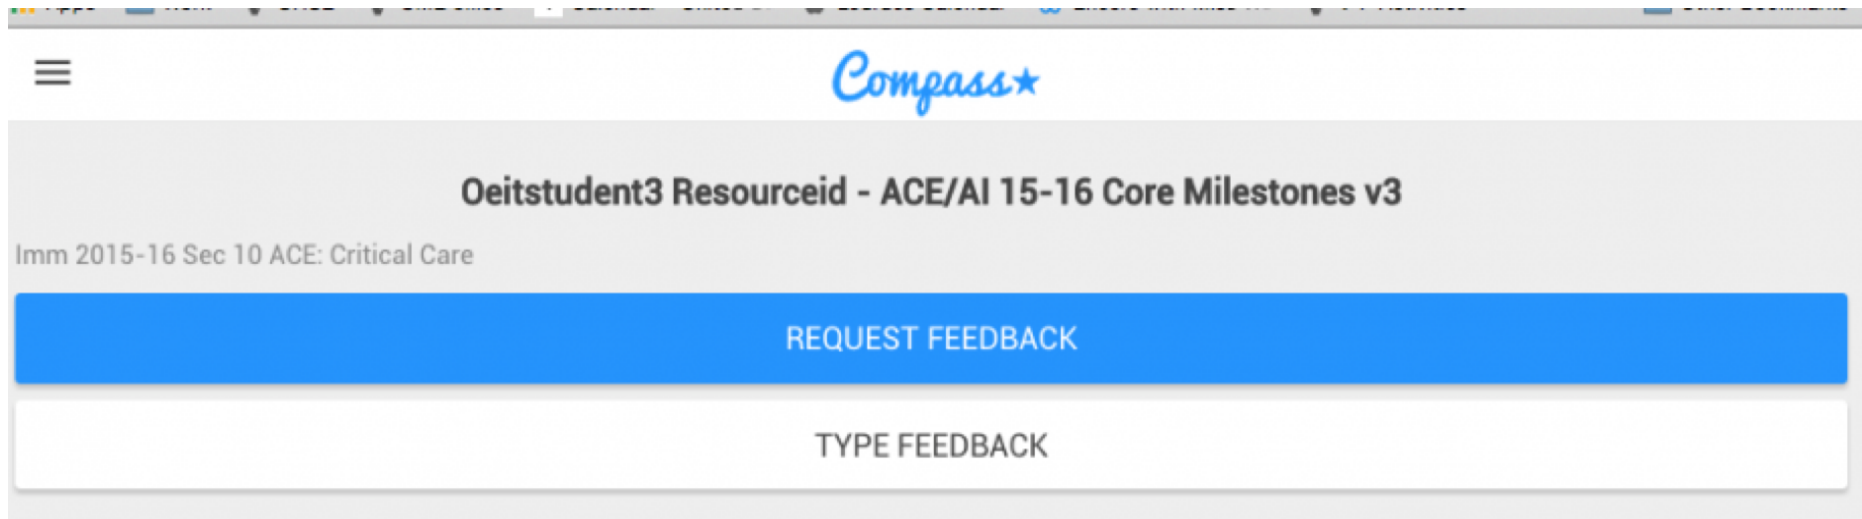 Compass
Oeitstudent3 Resourceid - ACE/AI 15-16 Core Milestones v3
Imm 2015-16 Sec 10 ACE: Critical Care
REQUEST FEEDBACK
TYPE FEEDBACK